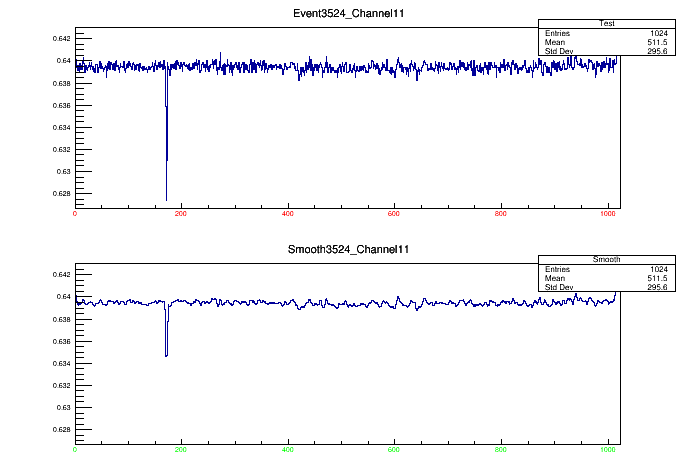 Event3524_Channel11
Test
Entries 1024
Mean 511.5
Std Dev 295.6
0.642
0.64
0.638
0.636
0.634
0.632
0.63
0.628
0 200 400 600 800 1000
Smooth3524_Channel11
Smooth
Entries 1024
Mean 511.5
Std Dev 295.6
0.642
0.64
0.638
0.636
0.634
0.632
0.63
0.628
0 200 400 600 800 1000